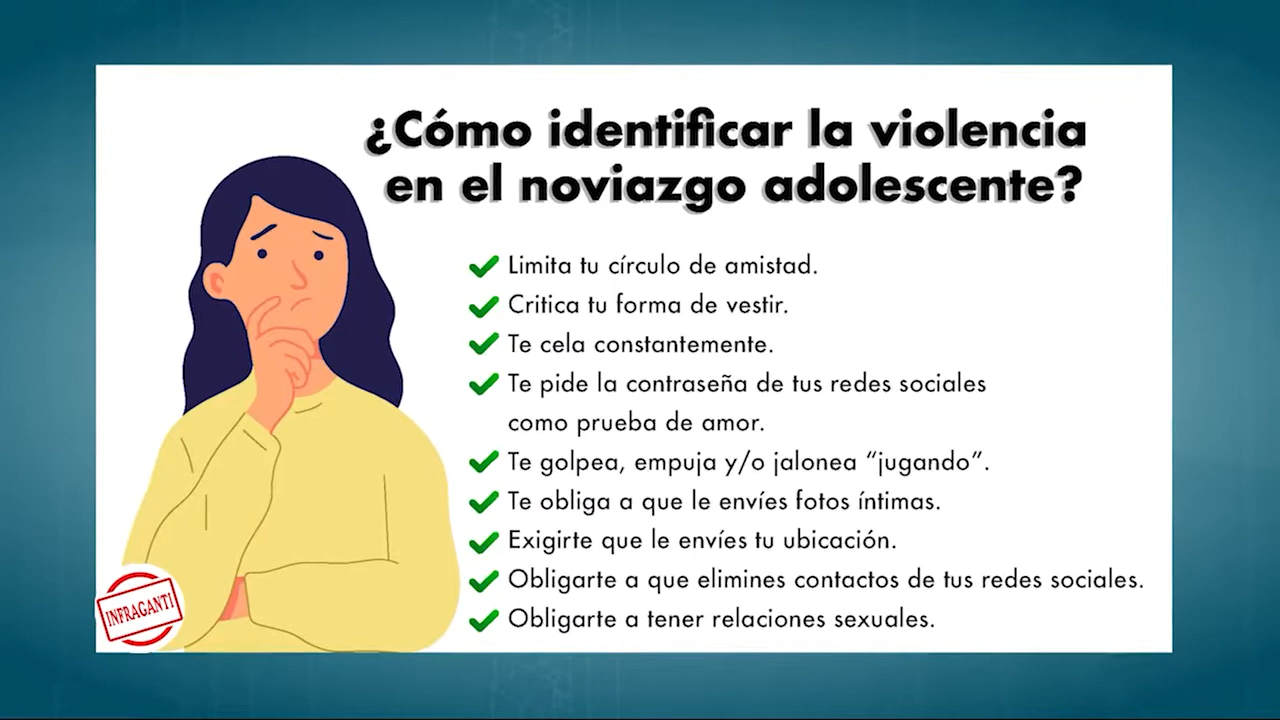 ¿Cómo identificar la violencia
en el noviazgo adolescente?
Limita tu círculo de amistad.
Critica tu forma de vestir.
Te cela constantemente.
Te pide la contraseña de tus redes sociales
como prueba de amor.
Te golpea, empuja y/o jalonea “jugando”.
Te obliga a que le envíes fotos íntimas.
Exigirte que le envíes tu ubicación.
Obligarte a que elimines contactos de tus redes sociales.
Obligarte a tener relaciones sexuales.
INFRAGANTI